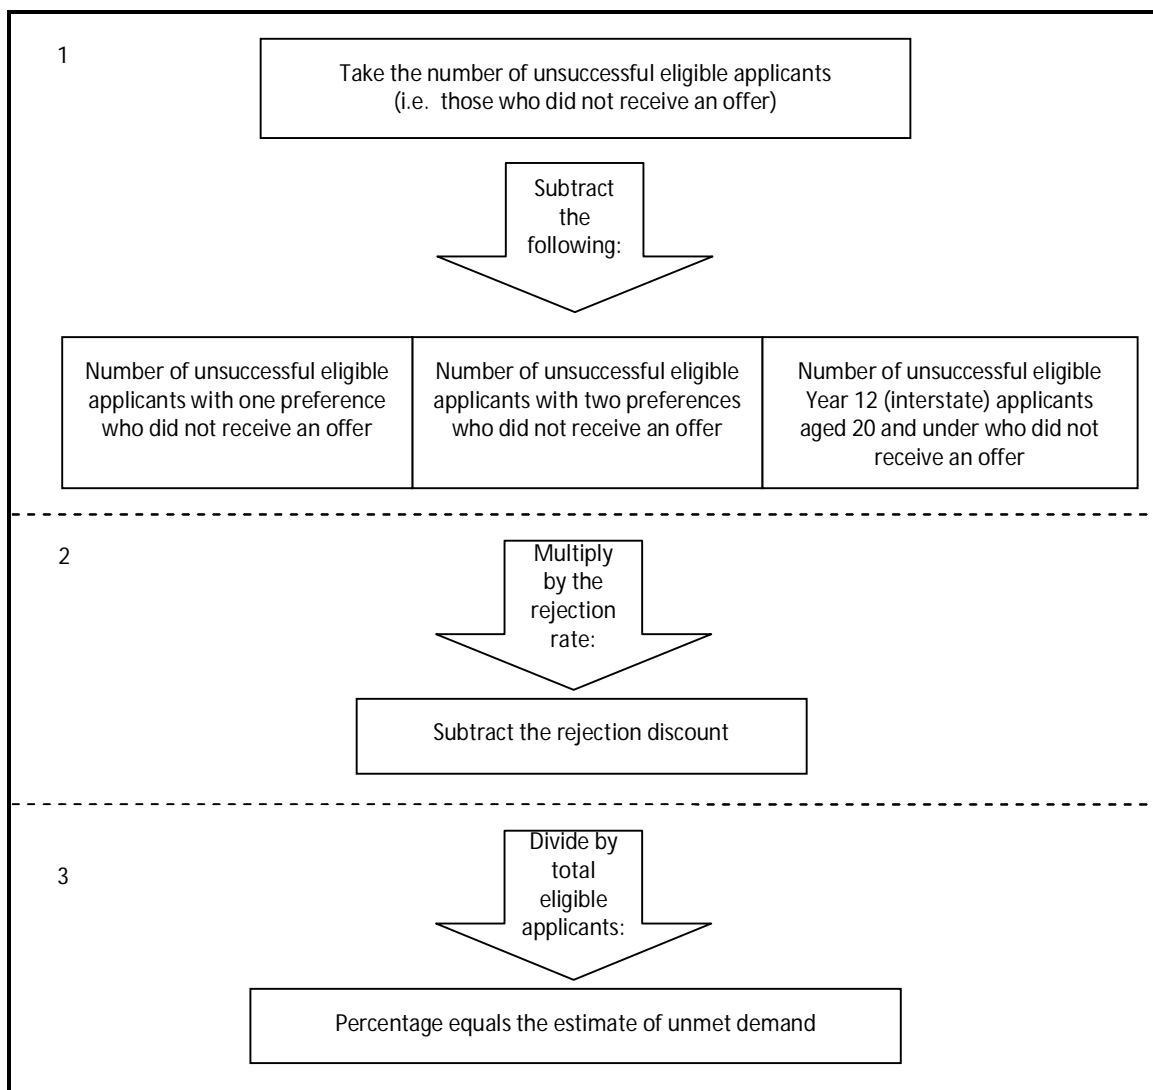 1
Take the number of unsuccessful eligible applicants
(i.e. those who did not receive an offer)
Subtract
the
following:
Number of unsuccessful eligible
applicants with one preference
who did not receive an offer
Number of unsuccessful eligible
applicants with two preferences
who did not receive an offer
Number of unsuccessful eligible
Year 12 (interstate) applicants
aged 20 and under who did not
receive an offer
2
Multiply
by the
rejection
rate:
Subtract the rejection discount
3
Divide by
total
eligible
applicants:
Percentage equals the estimate of unmet demand